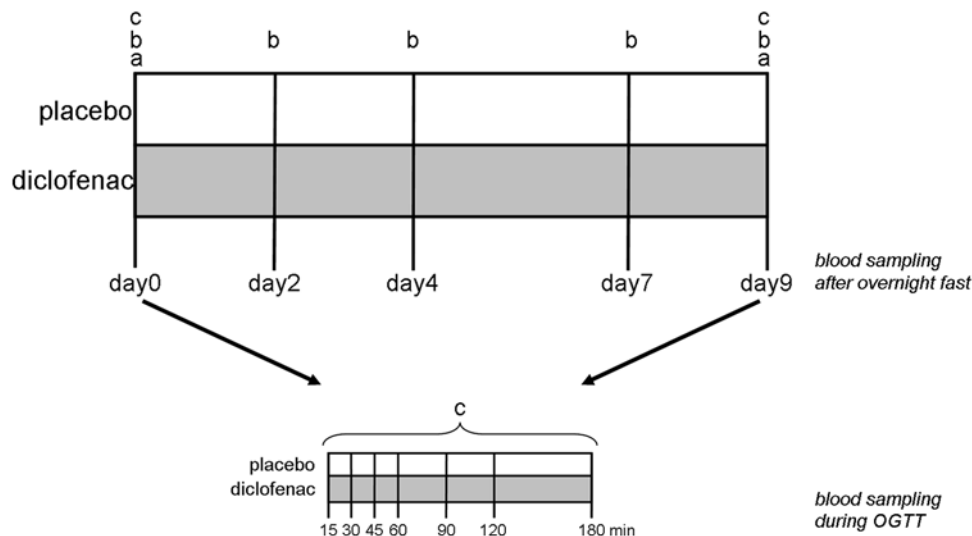 c c
b b b b b
a a
placebo
diclofenac
day0 day2 day4 day7 day9
blood sampling
after overnight fast
c
placebo
diclofenac
15 30 45 60 90 120 180 min
blood sampling
during OGTT